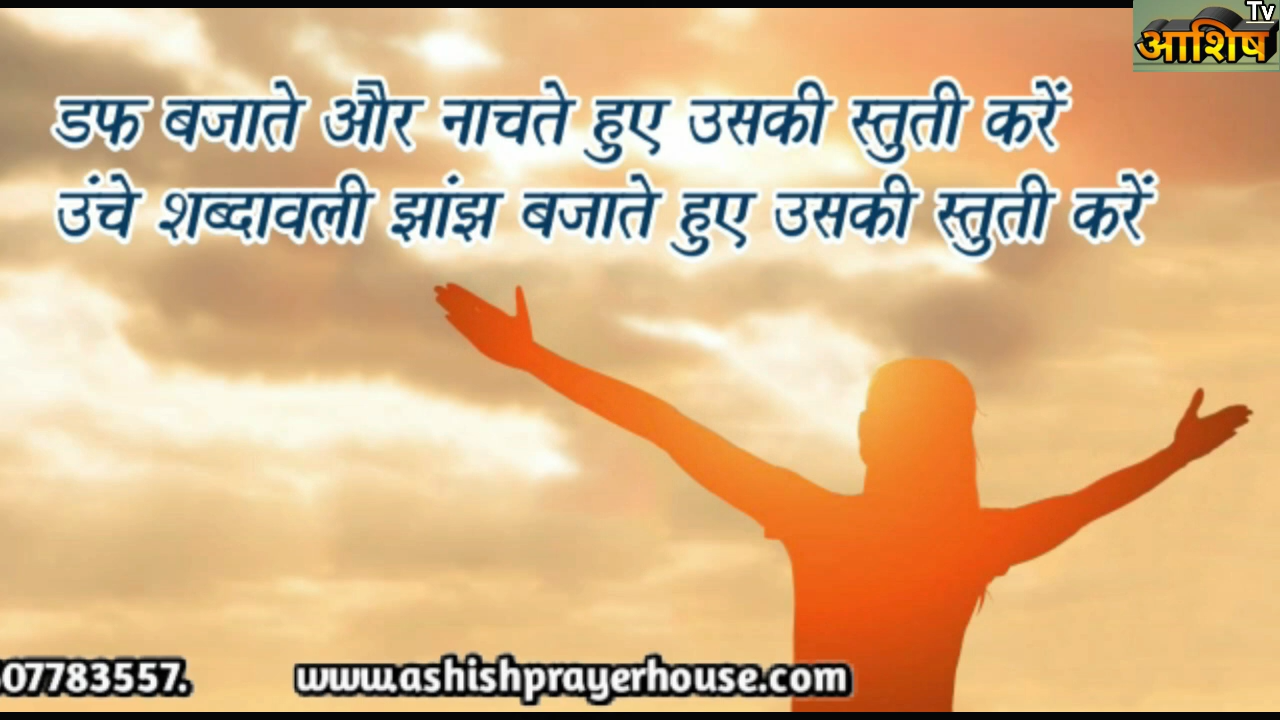 Tv
आशिष
डफ बजाते और नाचते हुए उसकी स्तुती करें
उंचे शब्दावली झांझ बजाते हुए उसकी स्तुती करें
07783557. www.ashishprayerhouse.com